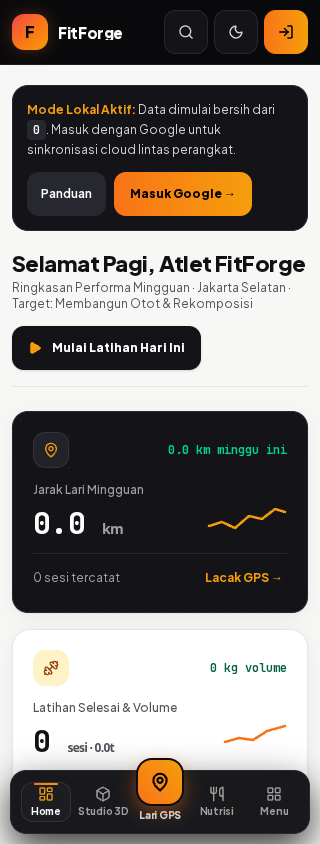 F FitForge
Mode Lokal Aktif: Data dimulai bersih dari
0. Masuk dengan Google untuk
sinkronisasi cloud lintas perangkat.
Panduan
Masuk Google →
Selamat Pagi, Atlet FitForge
Ringkasan Performa Mingguan · Jakarta Selatan ·
Target: Membangun Otot & Rekomposisi
Mulai Latihan Hari Ini
0.0 km minggu ini
Jarak Lari Mingguan
0.0 km
0 sesi tercatat
Lacak GPS →
0 kg volume
Latihan Selesai & Volume
0 sesi · 0.0t
Home
Studio 3D
Lari GPS
Nutrisi
Menu